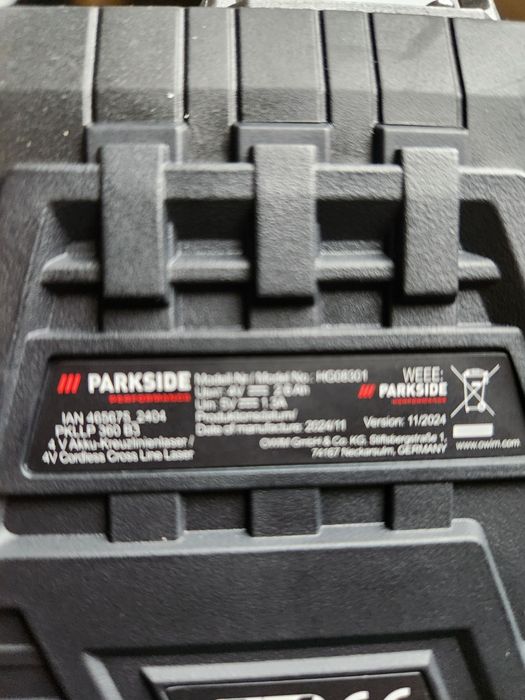 PARKSIDE
PERFORMANCE
IAN 465675_2404
PKLLP 360 B3
4 V Akku-Kreuzlinienlaser /
4V Cordless Cross Line Laser
Model-Nr / Model No.: HG08301
Produktionsdatum/
Date of manufacture: 2024/11
OWIM GmbH & Co. KG, Stiftsbergstraße 1,
74167 Neckarsulm, GERMANY
WEEE:
PARKSIDE
PERFORMANCE
Version: 11/2024
www.owim.com